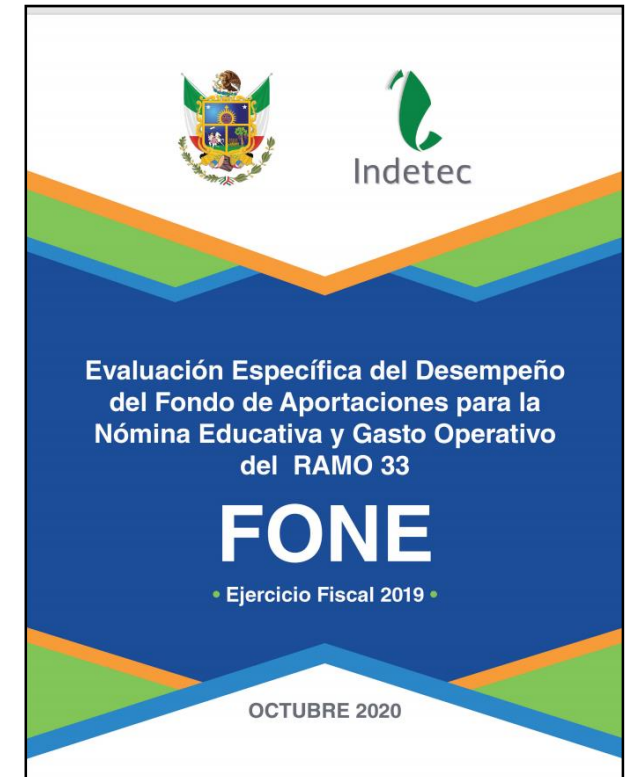 Indetec
Evaluación Específica del Desempeño
del Fondo de Aportaciones para la
Nómina Educativa y Gasto Operativo
del RAMO 33
FONE
• Ejercicio Fiscal 2019 •
OCTUBRE 2020